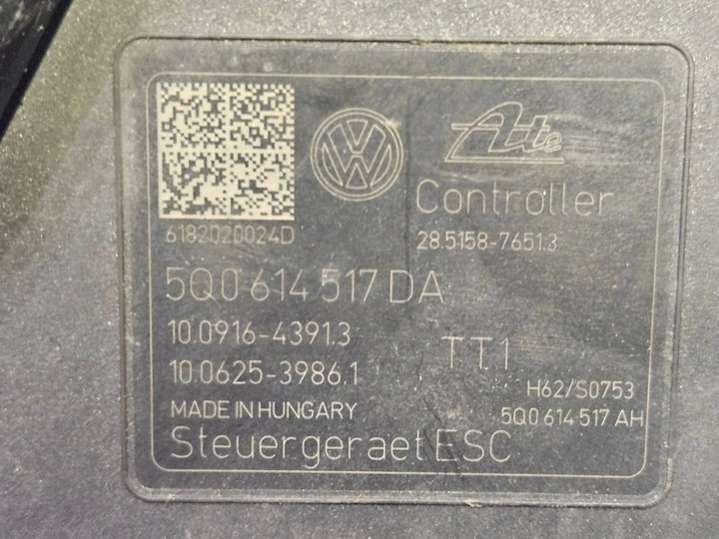 VW
Ate
Controller
6182020024D
28.5158-7651.3
5Q0 614 517 DA
10.0916-4391.3
TT1
10.0625-3986.1
H62/S0753
MADE IN HUNGARY
5Q0 614 517 AH
Steuergeraet ESC